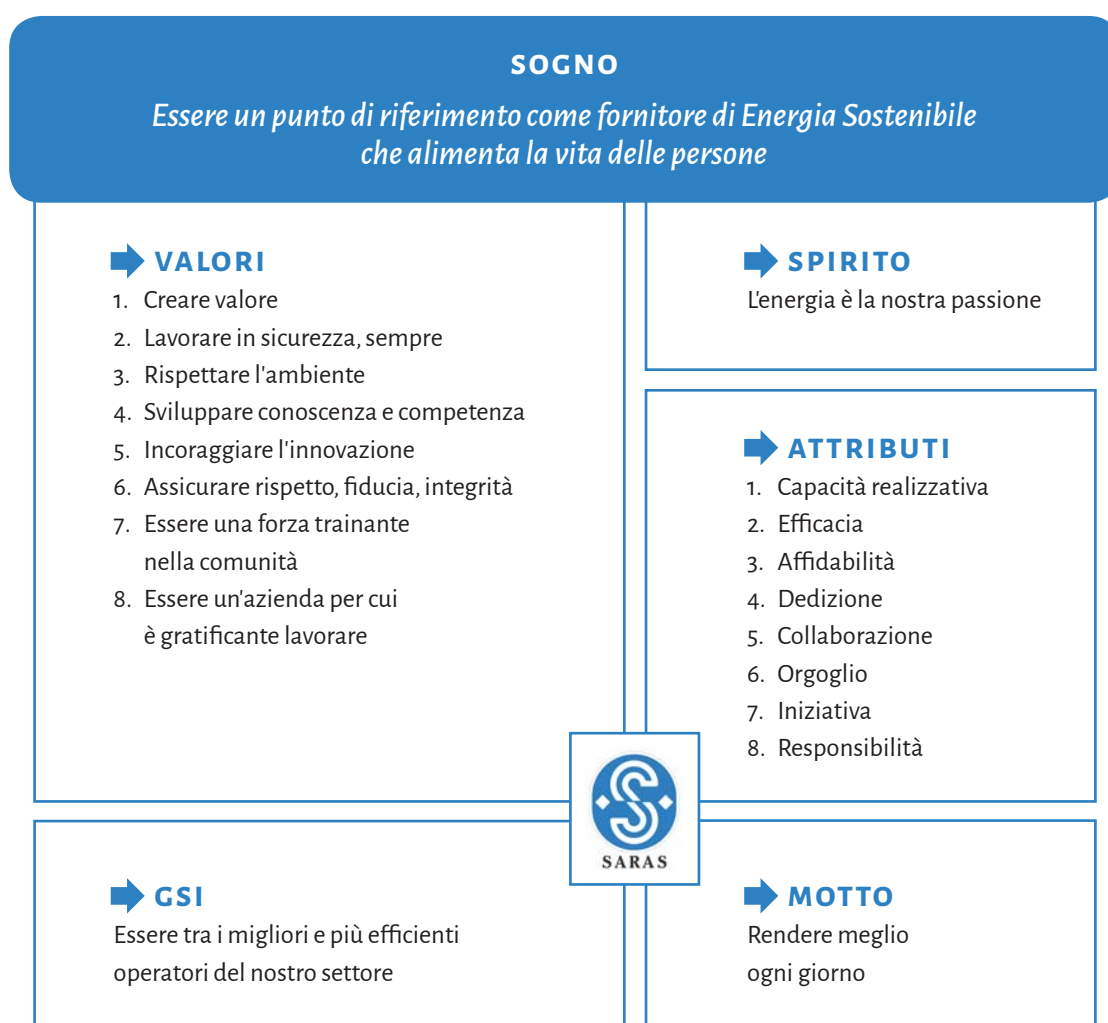 SOGNO
Essere un punto di riferimento come fornitore di Energia Sostenibile
che alimenta la vita delle persone
VALORI
1. Creare valore
2. Lavorare in sicurezza, sempre
3. Rispettare l'ambiente
4. Sviluppare conoscenza e competenza
5. Incoraggiare l'innovazione
6. Assicurare rispetto, fiducia, integrità
7. Essere una forza trainante
nella comunità
8. Essere un'azienda per cui
è gratificante lavorare
SPIRITO
L'energia è la nostra passione
ATTRIBUTI
1. Capacità realizzativa
2. Efficacia
3. Affidabilità
4. Dedizione
5. Collaborazione
6. Orgoglio
7. Iniziativa
8. Responsibilità
SARAS
GSI
Essere tra i migliori e più efficienti
operatori del nostro settore
MOTTO
Rendere meglio
ogni giorno